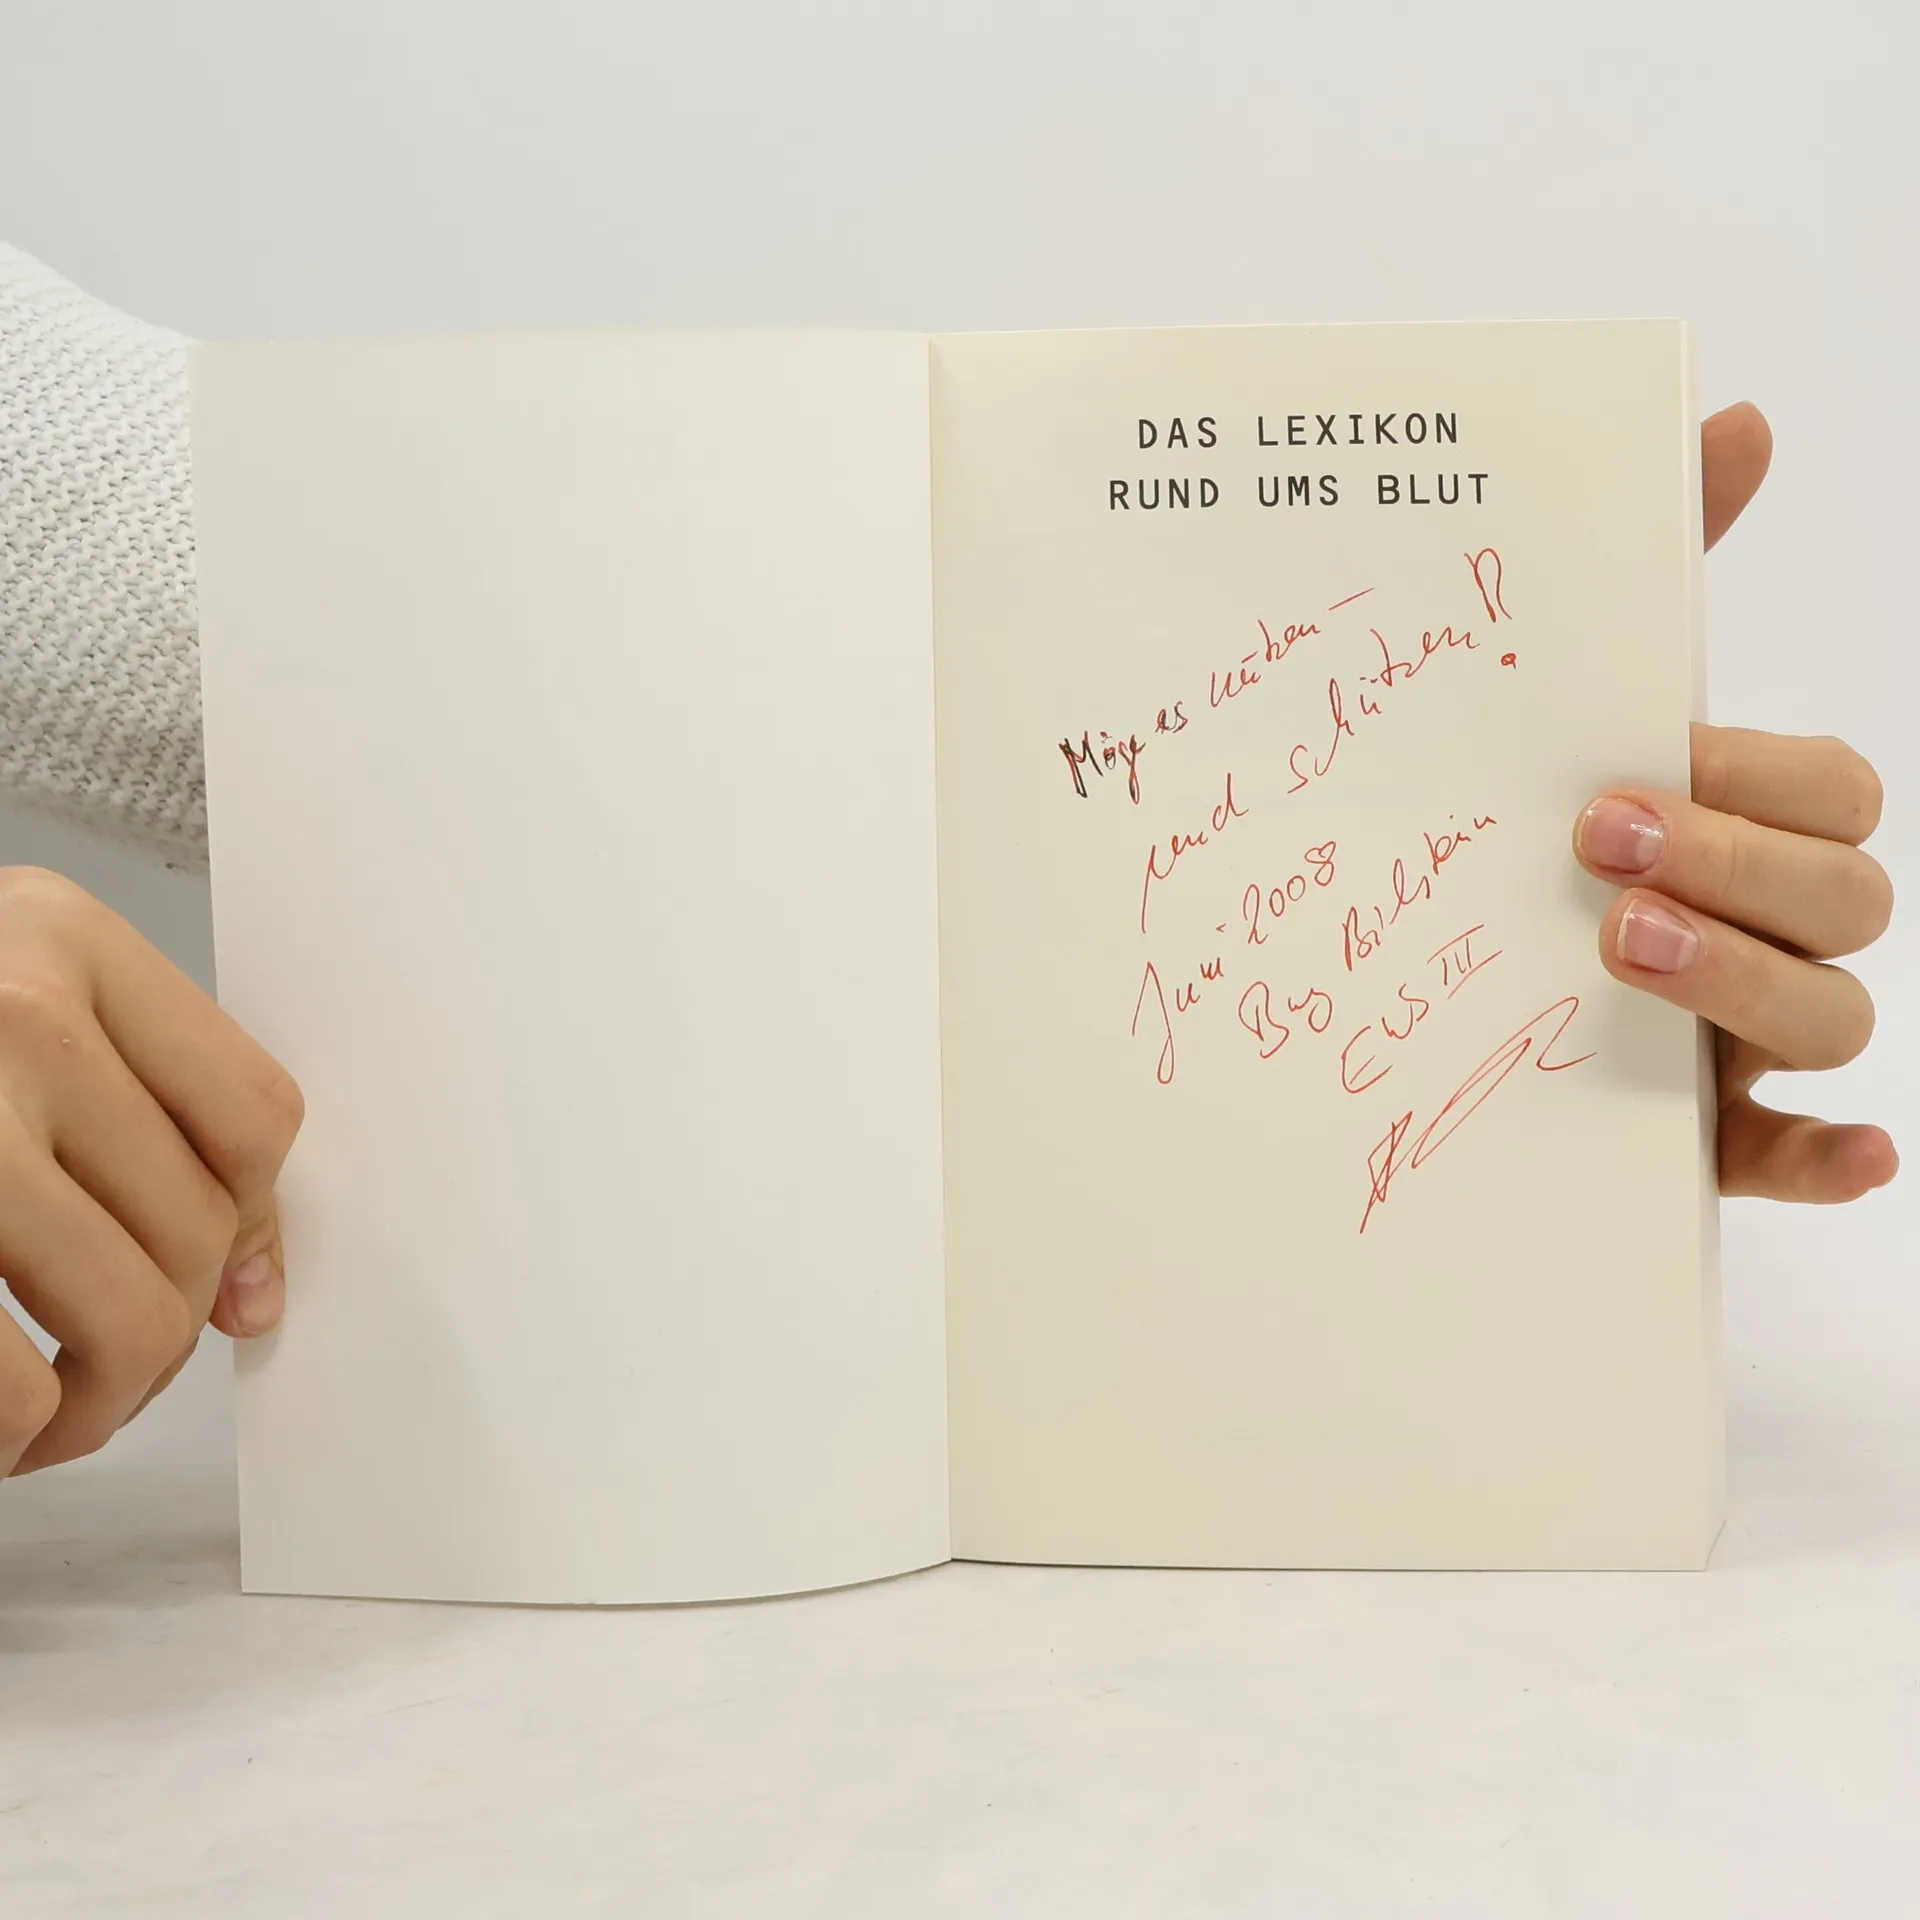 DAS LEXIKON
RUND UMS BLUT
Möge es nützen –
und schützen!
Juni 2008
Burg Bilstein
EWS III